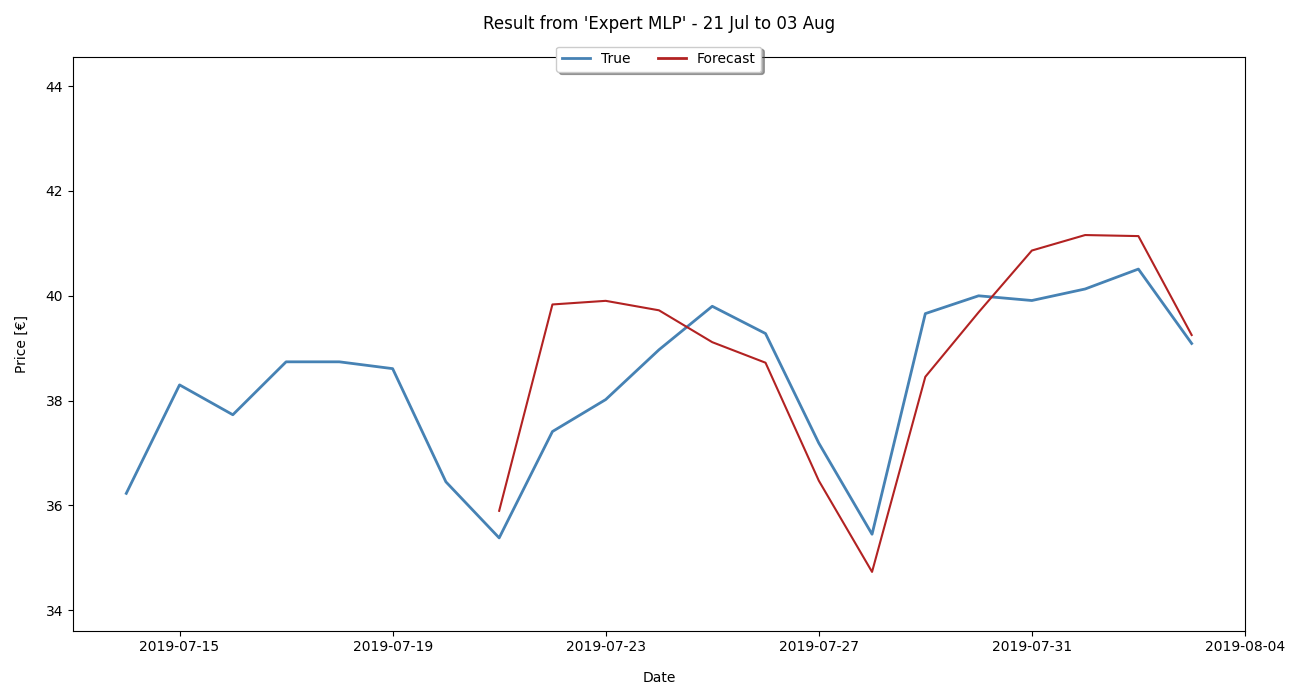 Result from 'Expert MLP' - 21 Jul to 03 Aug
True Forecast
44
42
40
38
36
34
Price [€]
2019-07-15 2019-07-19 2019-07-23 2019-07-27 2019-07-31 2019-08-04
Date